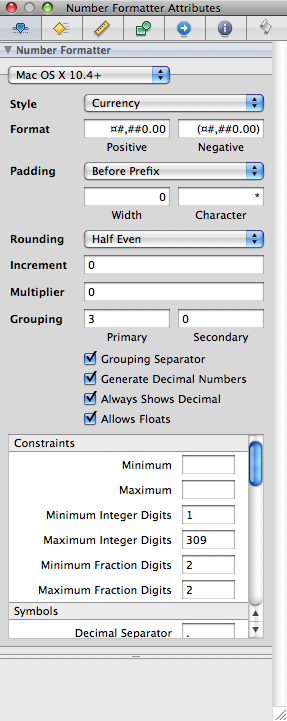 Number Formatter Attributes
Number Formatter
Mac OS X 10.4+
Style Currency
Format ¤#,##0.00 (¤#,##0.00)
Positive Negative
Padding Before Prefix
0 *
Width Character
Rounding Half Even
Increment 0
Multiplier 0
Grouping 3 0
Primary Secondary
Grouping Separator
Generate Decimal Numbers
Always Shows Decimal
Allows Floats
Constraints
Minimum
Maximum
Minimum Integer Digits 1
Maximum Integer Digits 309
Minimum Fraction Digits 2
Maximum Fraction Digits 2
Symbols
Decimal Separator .